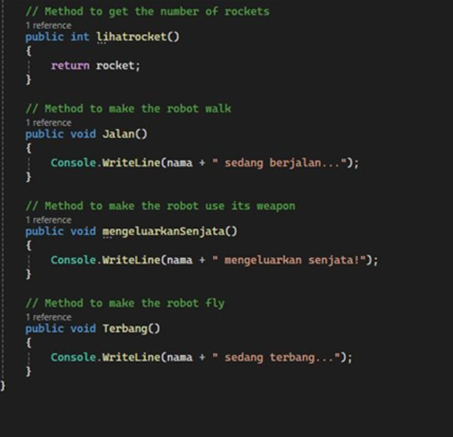 // Method to get the number of rockets
1 reference
public int lihatrocket()
{
return rocket;
}
// Method to make the robot walk
1 reference
public void Jalan()
{
Console.WriteLine(nama + " sedang berjalan...");
}
// Method to make the robot use its weapon
1 reference
public void mengeluarkanSenjata()
{
Console.WriteLine(nama + " mengeluarkan senjata!");
}
// Method to make the robot fly
1 reference
public void Terbang()
{
Console.WriteLine(nama + " sedang terbang...");
}
}